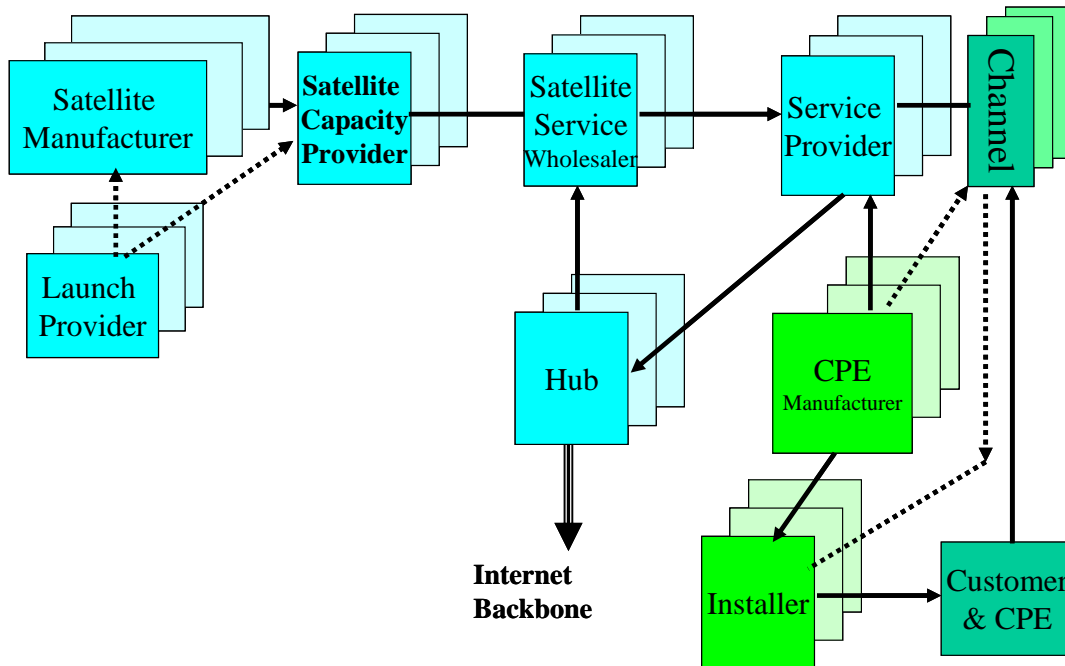 Satellite
Manufacturer
Satellite
Capacity
Provider
Satellite
Service
Wholesaler
Service
Provider
Channel
Launch
Provider
Hub
CPE
Manufacturer
Internet
Backbone
Installer
Customer
& CPE